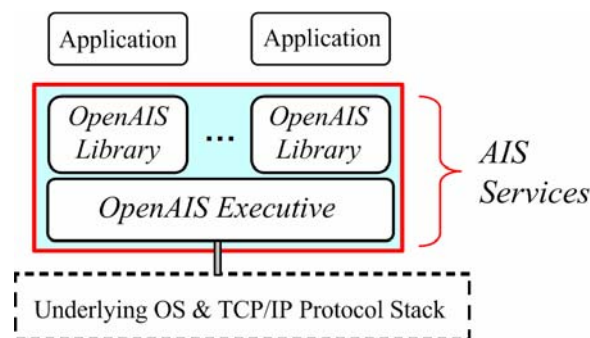 Application Application
OpenAIS OpenAIS
Library ... Library
AIS
Services
OpenAIS Executive
Underlying OS & TCP/IP Protocol Stack